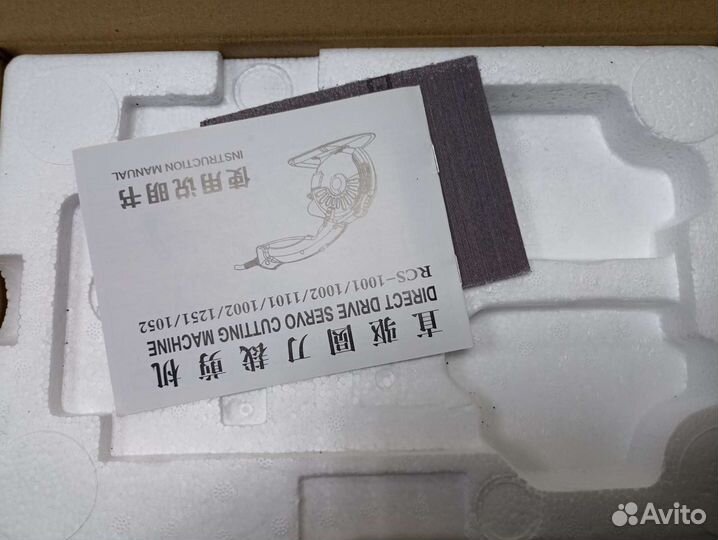 直驱圆刀裁剪机
DIRECT DRIVE SERVO CUTTING MACHINE
RCS-1001/1002/1101/1002/1251/1052
使用说明书
INSTRUCTION MANUAL
Avito